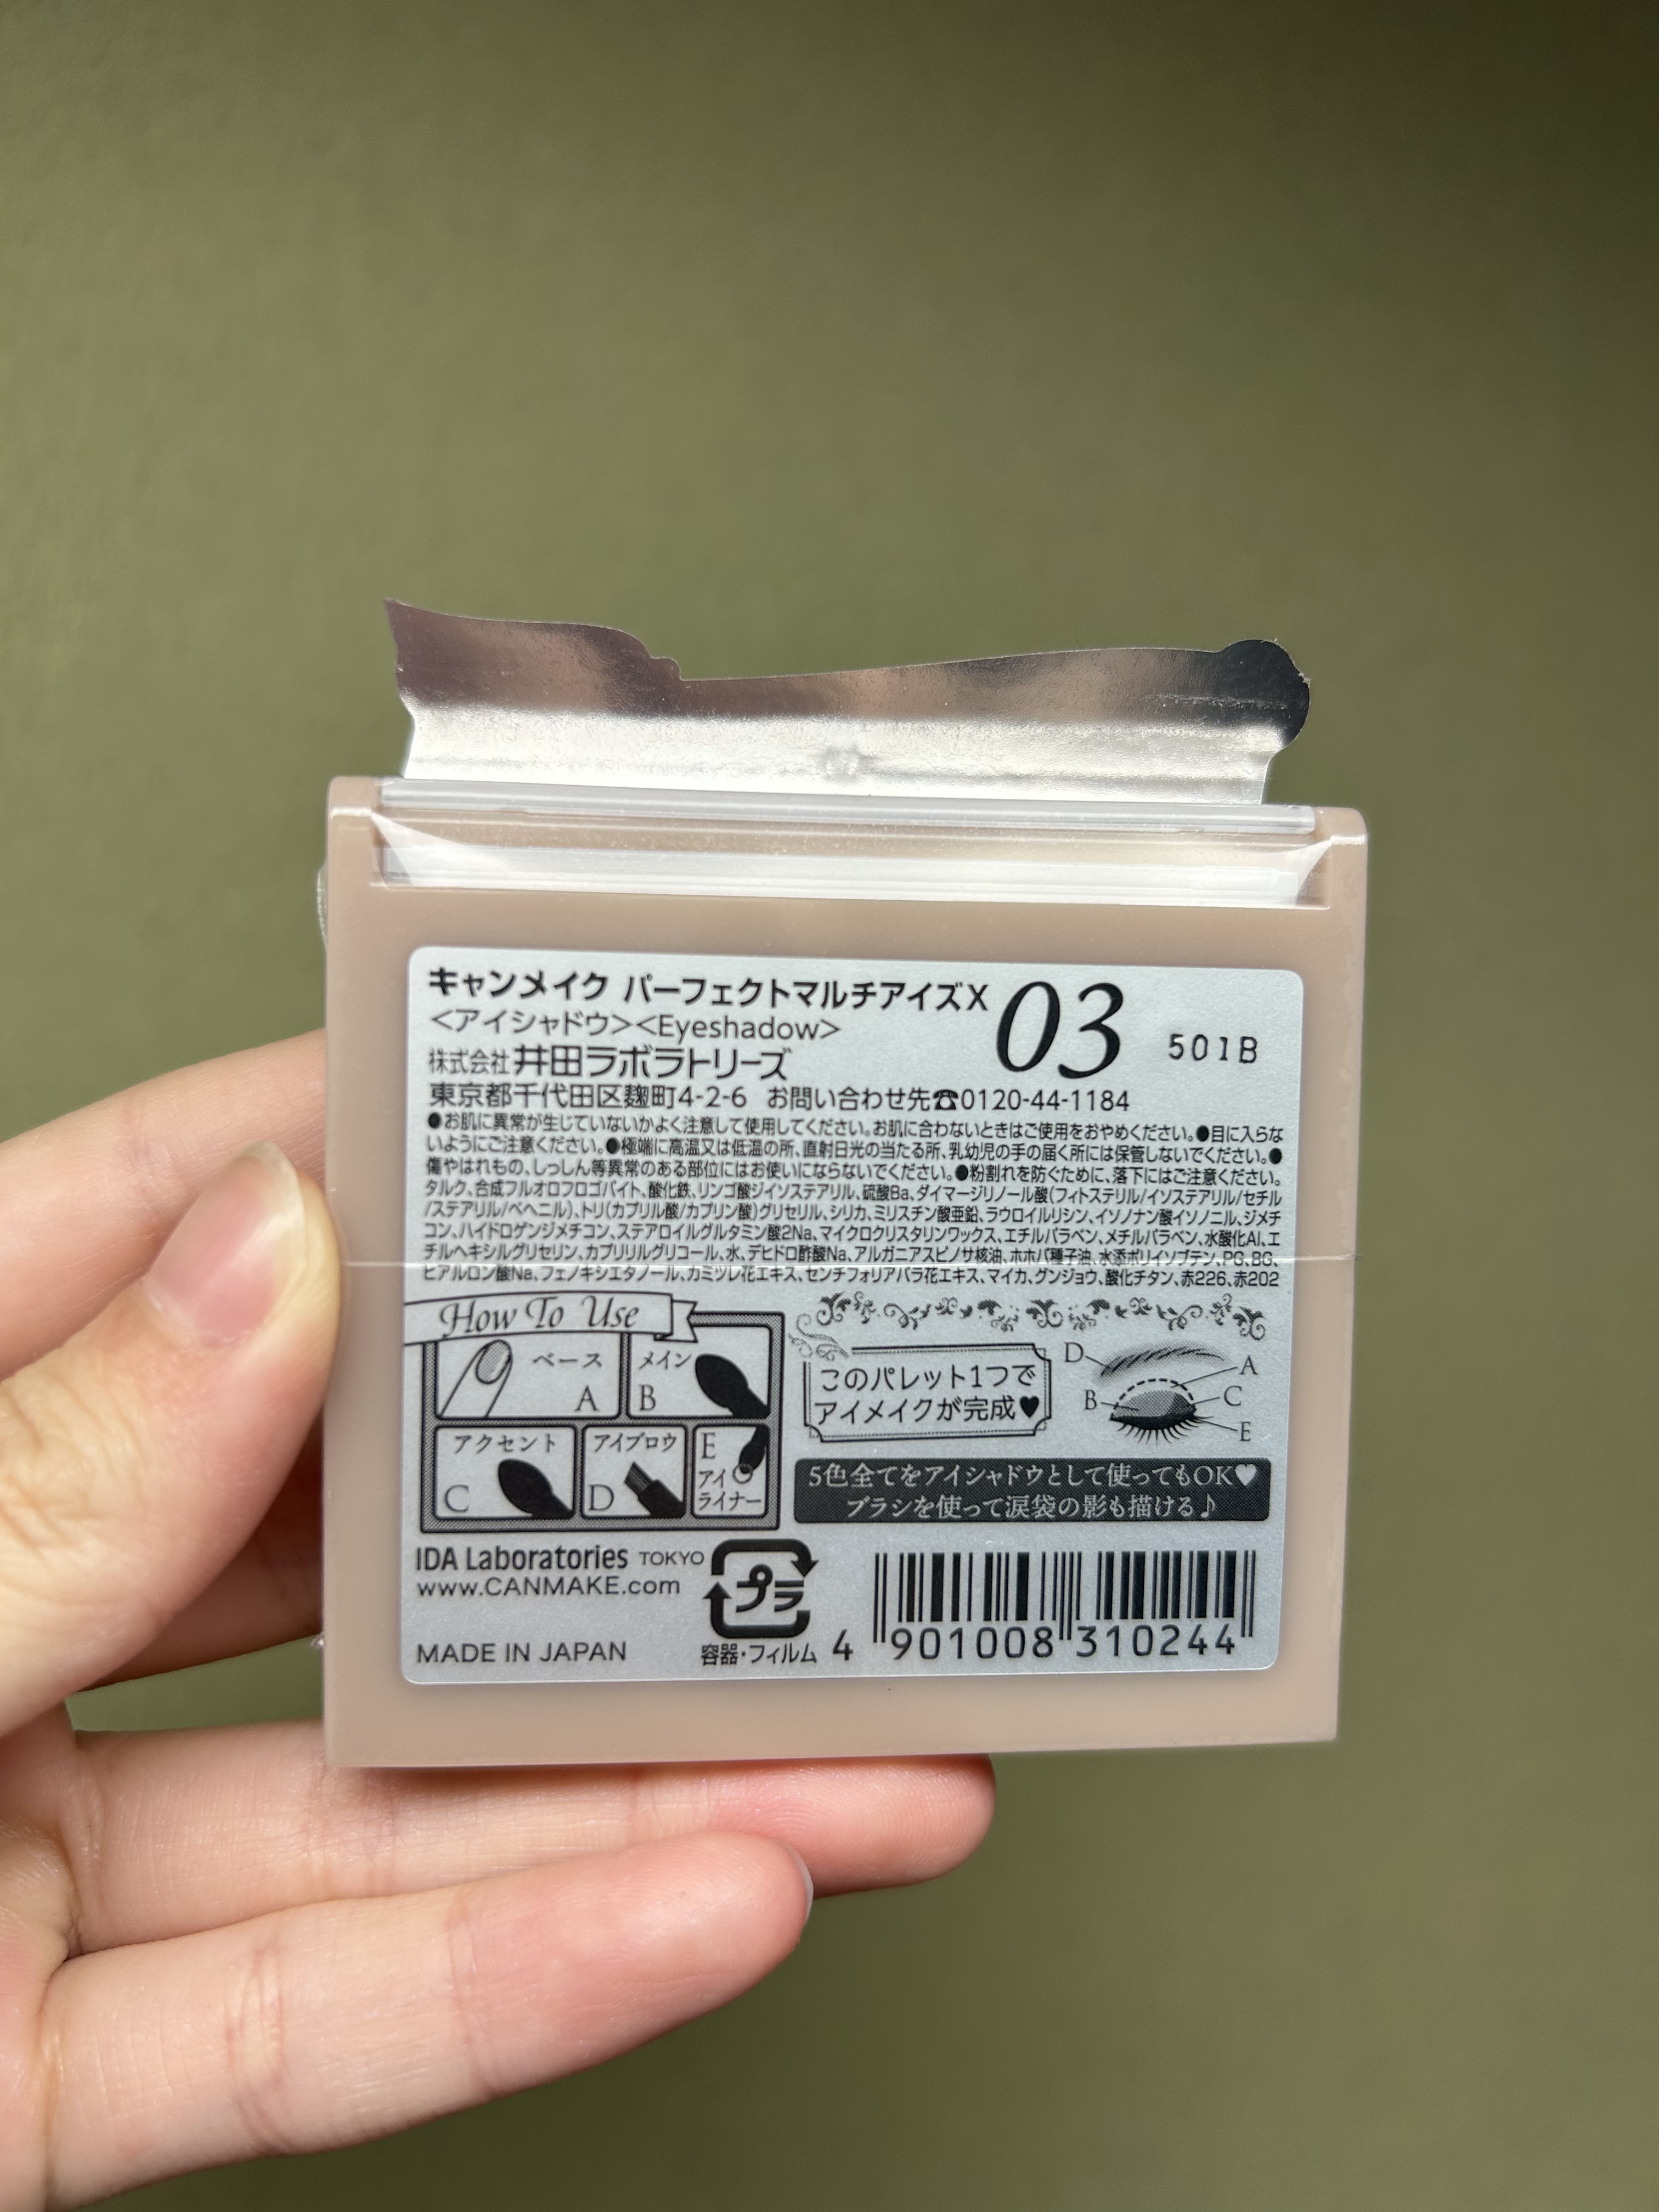 キャンメイク パーフェクトマルチアイズX 03 501B
<アイシャドウ><Eyeshadow>
株式会社 井田ラボラトリーズ
東京都千代田区麹町4-2-6 お問い合わせ先☎0120-44-1184
●お肌に異常が生じていないかよく注意して使用してください。お肌に合わないときはご使用をおやめください。●目に入らな
いようにご注意ください。●極端に高温又は低温の所、直射日光の当たる所、乳幼児の手の届く所には保管しないでください。●
傷やはれもの、しっしん等異常のある部位にはお使いにならないでください。●粉割れを防ぐために、落下にはご注意ください。
タルク、合成フルオロフロゴパイト、酸化鉄、リンゴ酸ジイソステアリル、硫酸Ba、ダイマージリノール酸(フィトステリル/イソステアリル/セチル
/ステアリル/ベヘニル)、トリ(カプリル酸/カプリン酸)グリセリル、シリカ、ミリスチン酸亜鉛、ラウロイルリシン、イソノナン酸イソノニル、ジメチ
コン、ハイドロゲンジメチコン、ステアロイルグルタミン酸2Na、マイクロクリスタリンワックス、エチルパラベン、メチルパラベン、水酸化Al、エ
チルヘキシルグリセリン、カプリリルグリコール、水、デヒドロ酢酸Na、アルガニアスピノサ核油、ホホバ種子油、水添ポリイソブテン、PG、BG、
ヒアルロン酸Na、フェノキシエタノール、カミツレ花エキス、センチフォリアバラ花エキス、マイカ、グンジョウ、酸化チタン、赤226、赤202
How To Use
ベース A
メイン B
アクセント C
アイブロウ D
E アイライナー
このパレット1つで
アイメイクが完成♥
D A B C E
5色全てをアイシャドウとして使ってもOK♥
ブラシを使って涙袋の影も描ける♪
IDA Laboratories TOKYO
www.CANMAKE.com
MADE IN JAPAN
プラ
容器・フィルム
4 901008 310244